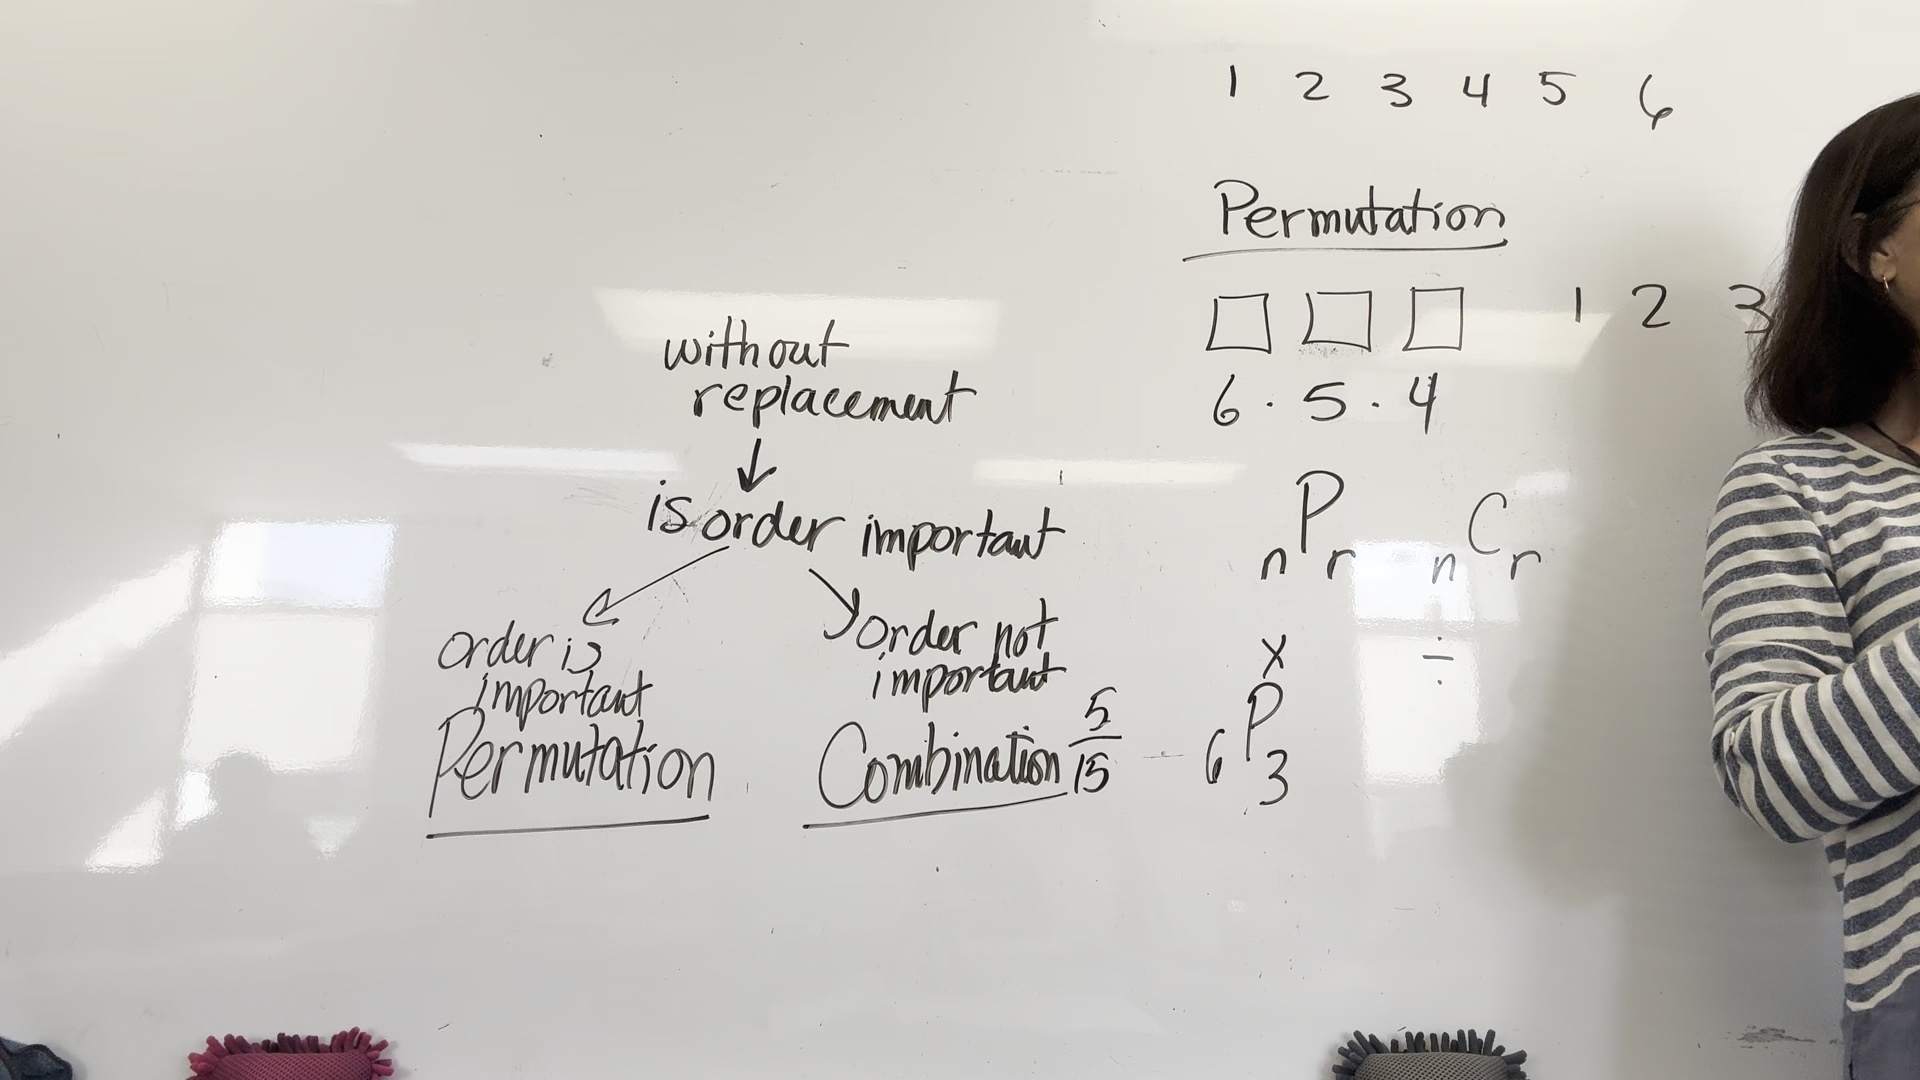 1 2 3 4 5 6
Permutation
1 2 3
6 · 5 · 4
without
replacement
is order important
order is
important
Permutation
order not
important
Combination
5
15
nPr nCr
x ÷
6P3